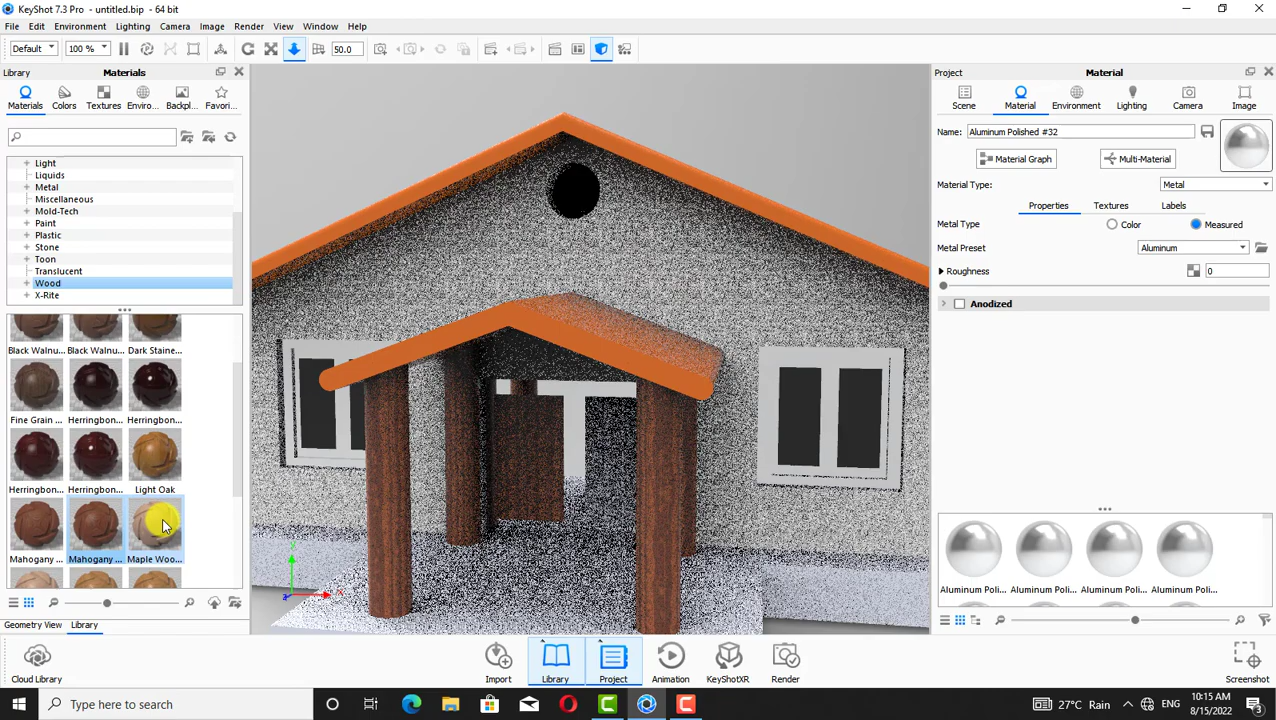 KeyShot 7.3 Pro - untitled.bip - 64 bit
File Edit Environment Lighting Camera Image Render View Window Help
Default 100 % 50.0
Library Materials
Materials Colors Textures Enviro... Backpl... Favori...
Light
Liquids
Metal
Miscellaneous
Mold-Tech
Paint
Plastic
Stone
Toon
Translucent
Wood
X-Rite
Black Walnu... Black Walnu... Dark Staine...
Fine Grain ... Herringbon... Herringbon...
Herringbon... Herringbon... Light Oak
Mahogany ... Mahogany ... Maple Woo...
Geometry View Library
Project Material
Scene Material Environment Lighting Camera Image
Name: Aluminum Polished #32
Material Graph Multi-Material
Material Type: Metal
Properties Textures Labels
Metal Type Color Measured
Metal Preset Aluminum
Roughness 0
Anodized
Aluminum Poli... Aluminum Poli... Aluminum Poli... Aluminum Poli...
Cloud Library Import Library Project Animation KeyShotXR Render Screenshot
Type here to search
27°C Rain ENG 10:15 AM
8/15/2022
3